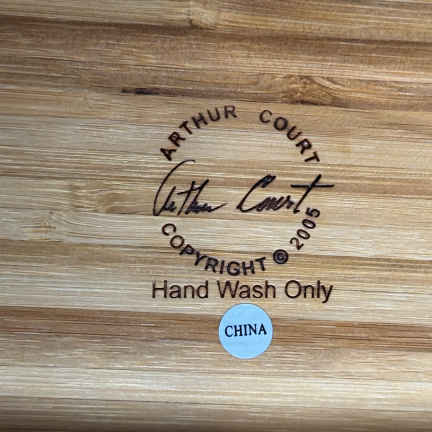 ARTHUR COURT
Arthur Court
COPYRIGHT © 2005
Hand Wash Only
CHINA